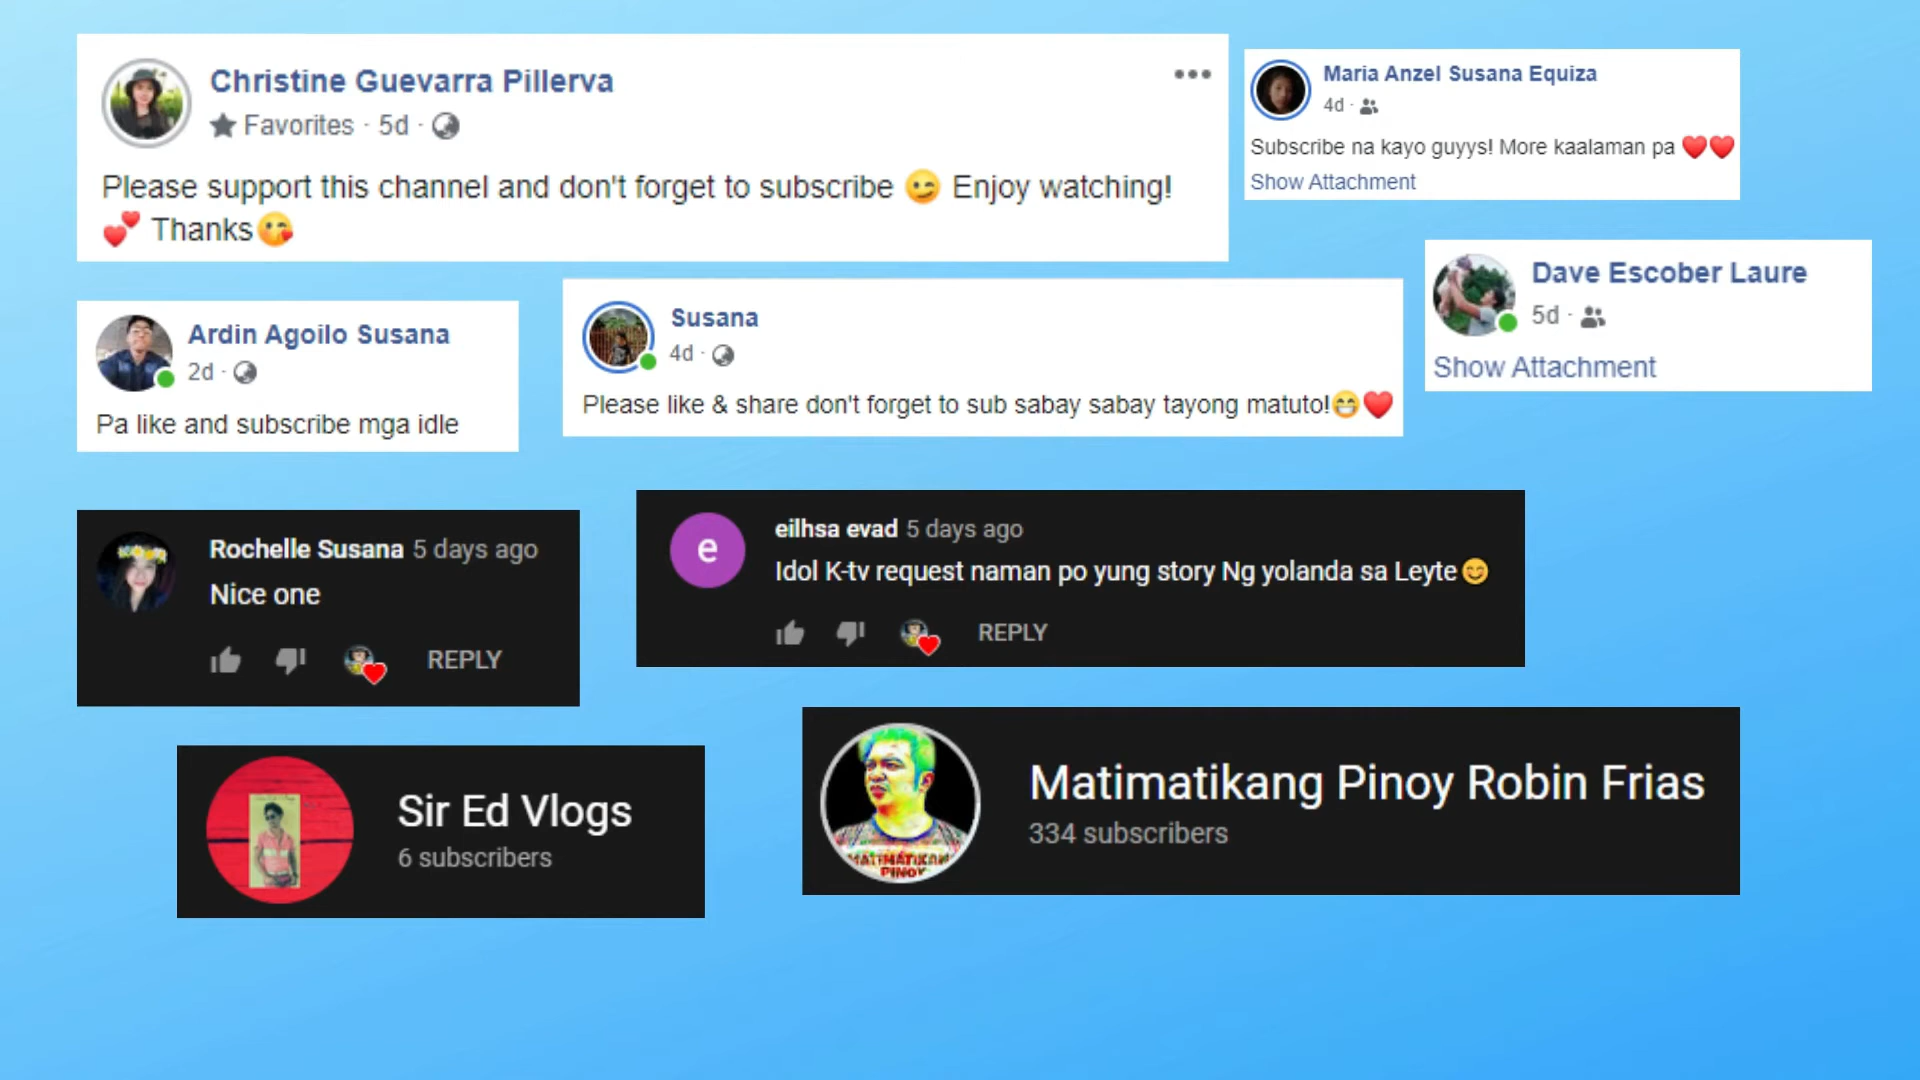 Christine Guevarra Pillerva
Favorites · 5d ·
Please support this channel and don't forget to subscribe 😉 Enjoy watching!
💕 Thanks😘
Maria Anzel Susana Equiza
4d ·
Subscribe na kayo guyys! More kaalaman pa ❤️❤️
Show Attachment
Ardin Agoilo Susana
2d ·
Pa like and subscribe mga idle
Susana
4d ·
Please like & share don't forget to sub sabay sabay tayong matuto!😁❤️
Dave Escober Laure
5d ·
Show Attachment
Rochelle Susana 5 days ago
Nice one
REPLY
e
eilhsa evad 5 days ago
Idol K-tv request naman po yung story Ng yolanda sa Leyte😊
REPLY
Sir Ed Vlogs
6 subscribers
Matimatikang Pinoy Robin Frias
334 subscribers
MATIMATIKANG
PINOY